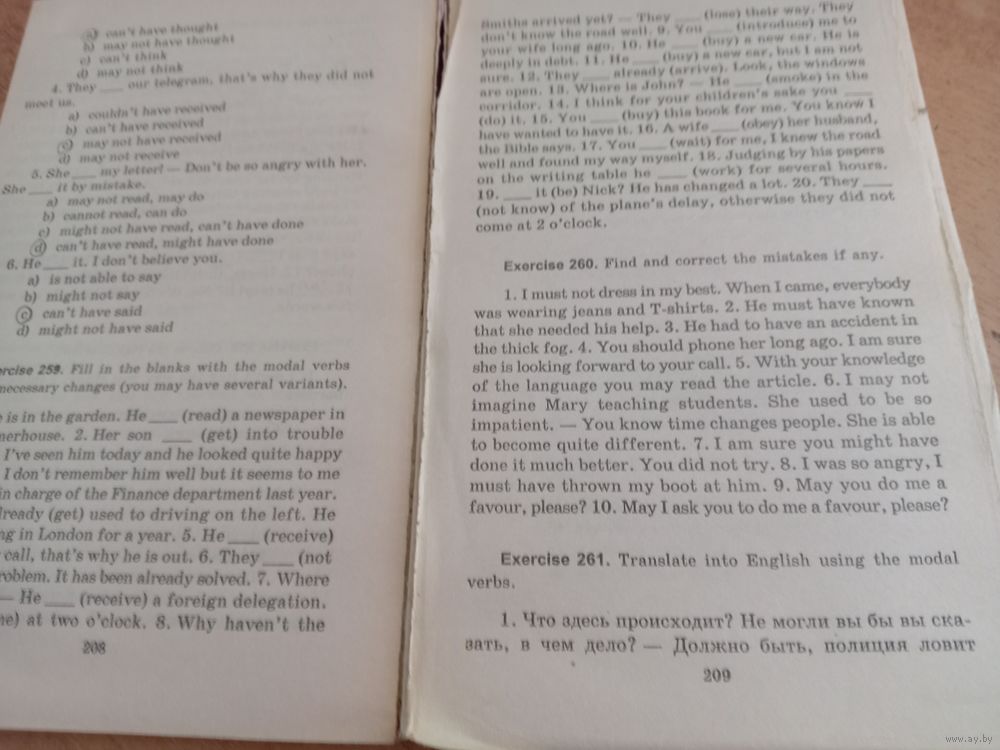 a) can't have thought
b) may not have thought
c) can't think
d) may not think
4. They ___ our telegram, that's why they did not
meet us.
a) couldn't have received
b) can't have received
c) may not have received
d) may not receive
5. She ___ my letter! — Don't be so angry with her.
She ___ it by mistake.
a) may not read, may do
b) cannot read, can do
c) might not have read, can't have done
d) can't have read, might have done
6. He ___ it. I don't believe you.
a) is not able to say
b) might not say
c) can't have said
d) might not have said
259. Fill in the blanks with the modal verbs
necessary changes (you may have several variants).
is in the garden. He ___ (read) a newspaper in
2. Her son ___ (get) into trouble
I've seen him today and he looked quite happy
I don't remember him well but it seems to me
in charge of the Finance department last year.
(get) used to driving on the left. He
in London for a year. 5. He ___ (receive)
call, that's why he is out. 6. They ___ (not
It has been already solved. 7. Where
— He ___ (receive) a foreign delegation.
at two o'clock. 8. Why haven't the
208
Smiths arrived yet? — They ___ (lose) their way. They
don't know the road well. 9. You ___ (introduce) me to
your wife long ago. 10. He ___ (buy) a new car. He is
deeply in debt. 11. He ___ (buy) a new car, but I am not
sure. 12. They ___ already (arrive). Look, the windows
are open. 13. Where is John? — He ___ (smoke) in the
corridor. 14. I think for your children's sake you ___
(do) it. 15. You ___ (buy) this book for me. You know I
have wanted to have it. 16. A wife ___ (obey) her husband,
the Bible says. 17. You ___ (wait) for me, I knew the road
well and found my way myself. 18. Judging by his papers
on the writing table he ___ (work) for several hours.
19. ___ it (be) Nick? He has changed a lot. 20. They ___
(not know) of the plane's delay, otherwise they did not
come at 2 o'clock.
Exercise 260. Find and correct the mistakes if any.
1. I must not dress in my best. When I came, everybody
was wearing jeans and T-shirts. 2. He must have known
that she needed his help. 3. He had to have an accident in
the thick fog. 4. You should phone her long ago. I am sure
she is looking forward to your call. 5. With your knowledge
of the language you may read the article. 6. I may not
imagine Mary teaching students. She used to be so
impatient. — You know time changes people. She is able
to become quite different. 7. I am sure you might have
done it much better. You did not try. 8. I was so angry, I
must have thrown my boot at him. 9. May you do me a
favour, please? 10. May I ask you to do me a favour, please?
Exercise 261. Translate into English using the modal
verbs.
1. Что здесь происходит? Не могли вы бы вы ска-
зать, в чем дело? — Должно быть, полиция ловит
209
www.ay.by